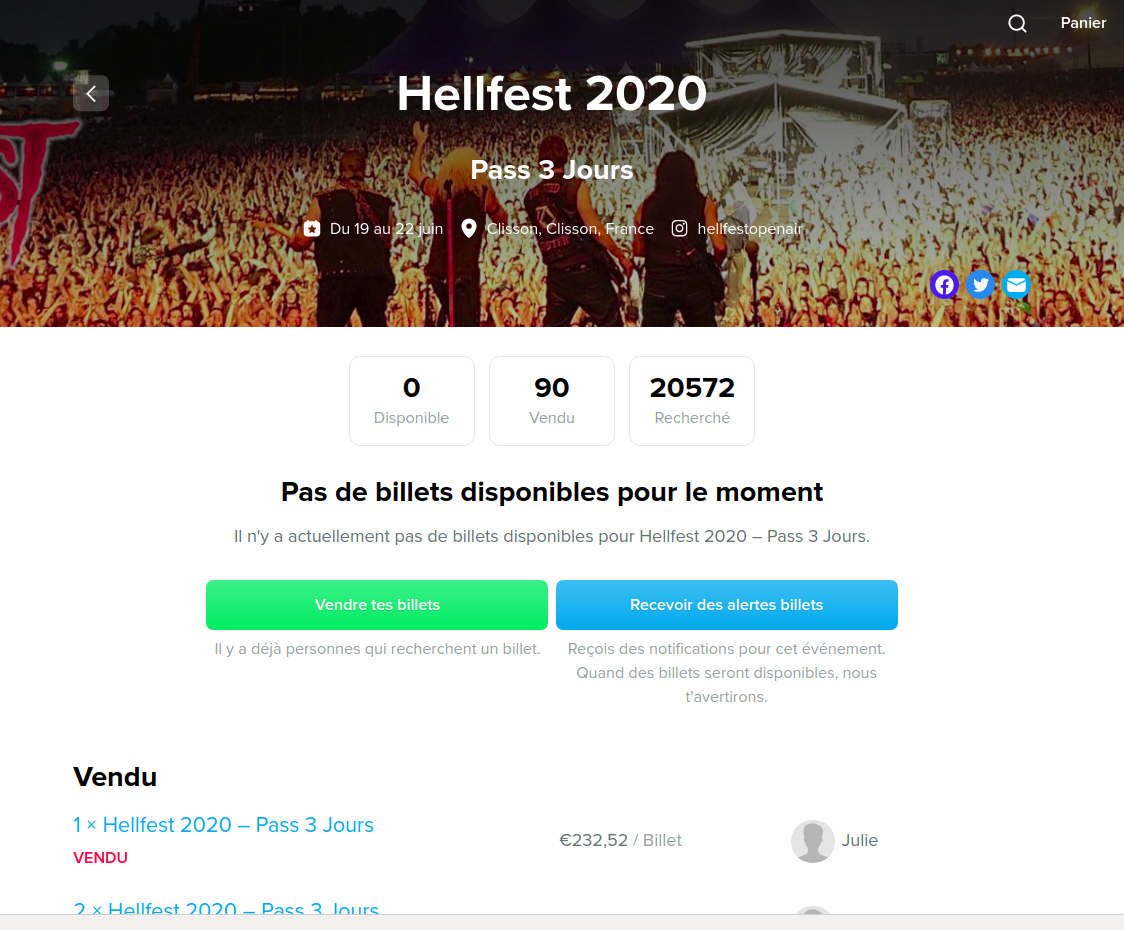 Panier
Hellfest 2020
ST
Pass 3 Jours
Du 19 au 22 juin Clisson, Clisson, France hellfestopenair
0 90 20572
Disponible Vendu Recherché
Pas de billets disponibles pour le moment
Il n'y a actuellement pas de billets disponibles pour Hellfest 2020 – Pass 3 Jours.
Vendre tes billets Recevoir des alertes billets
Il y a déjà personnes qui recherchent un billet.
Reçois des notifications pour cet événement.
Quand des billets seront disponibles, nous
t'avertirons.
Vendu
1 × Hellfest 2020 – Pass 3 Jours
€232,52 / Billet Julie
VENDU
2 × Hellfest 2020 – Pass 3 Jours